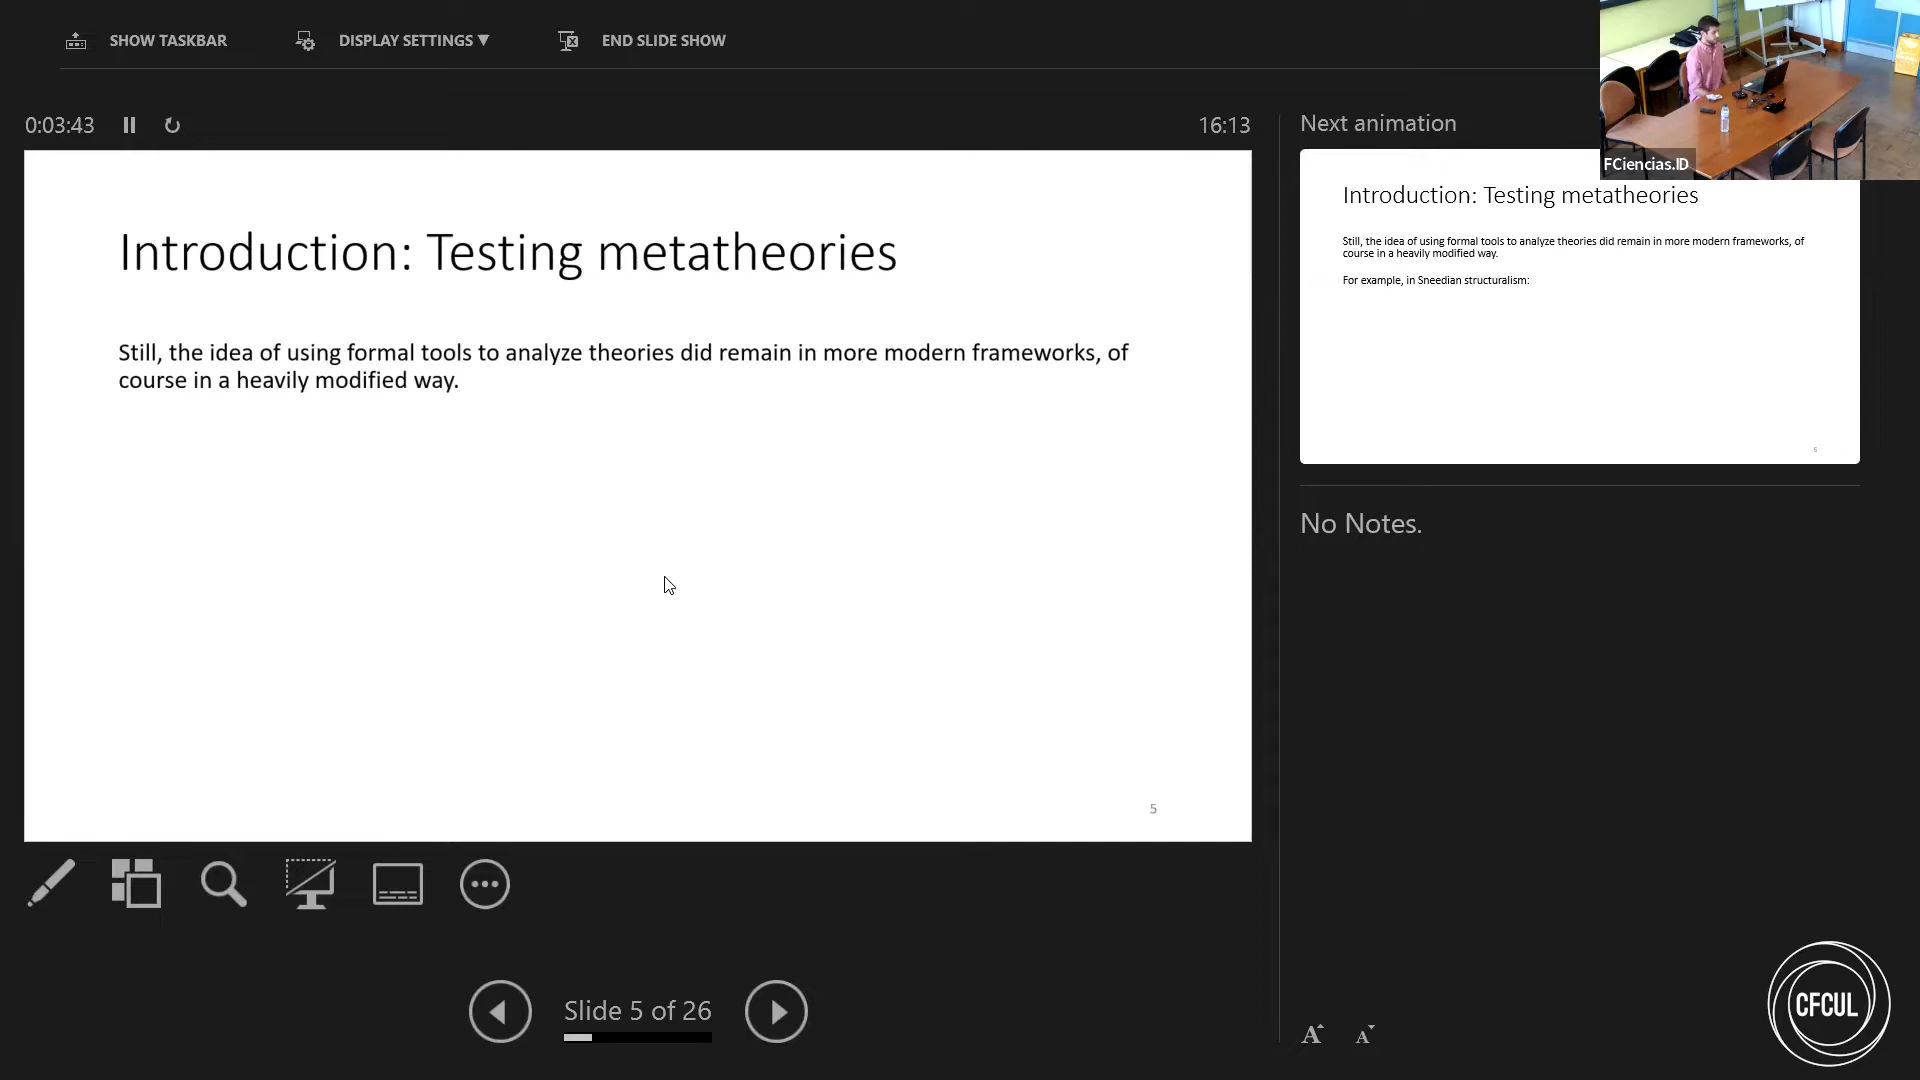 SHOW TASKBAR
DISPLAY SETTINGS ▼
END SLIDE SHOW
0:03:43
16:13
Introduction: Testing metatheories
Still, the idea of using formal tools to analyze theories did remain in more modern frameworks, of
course in a heavily modified way.
5
Slide 5 of 26
Next animation
FCiencias.ID
Introduction: Testing metatheories
Still, the idea of using formal tools to analyze theories did remain in more modern frameworks, of
course in a heavily modified way.
For example, in Sneedian structuralism:
5
No Notes.
A A
CFCUL